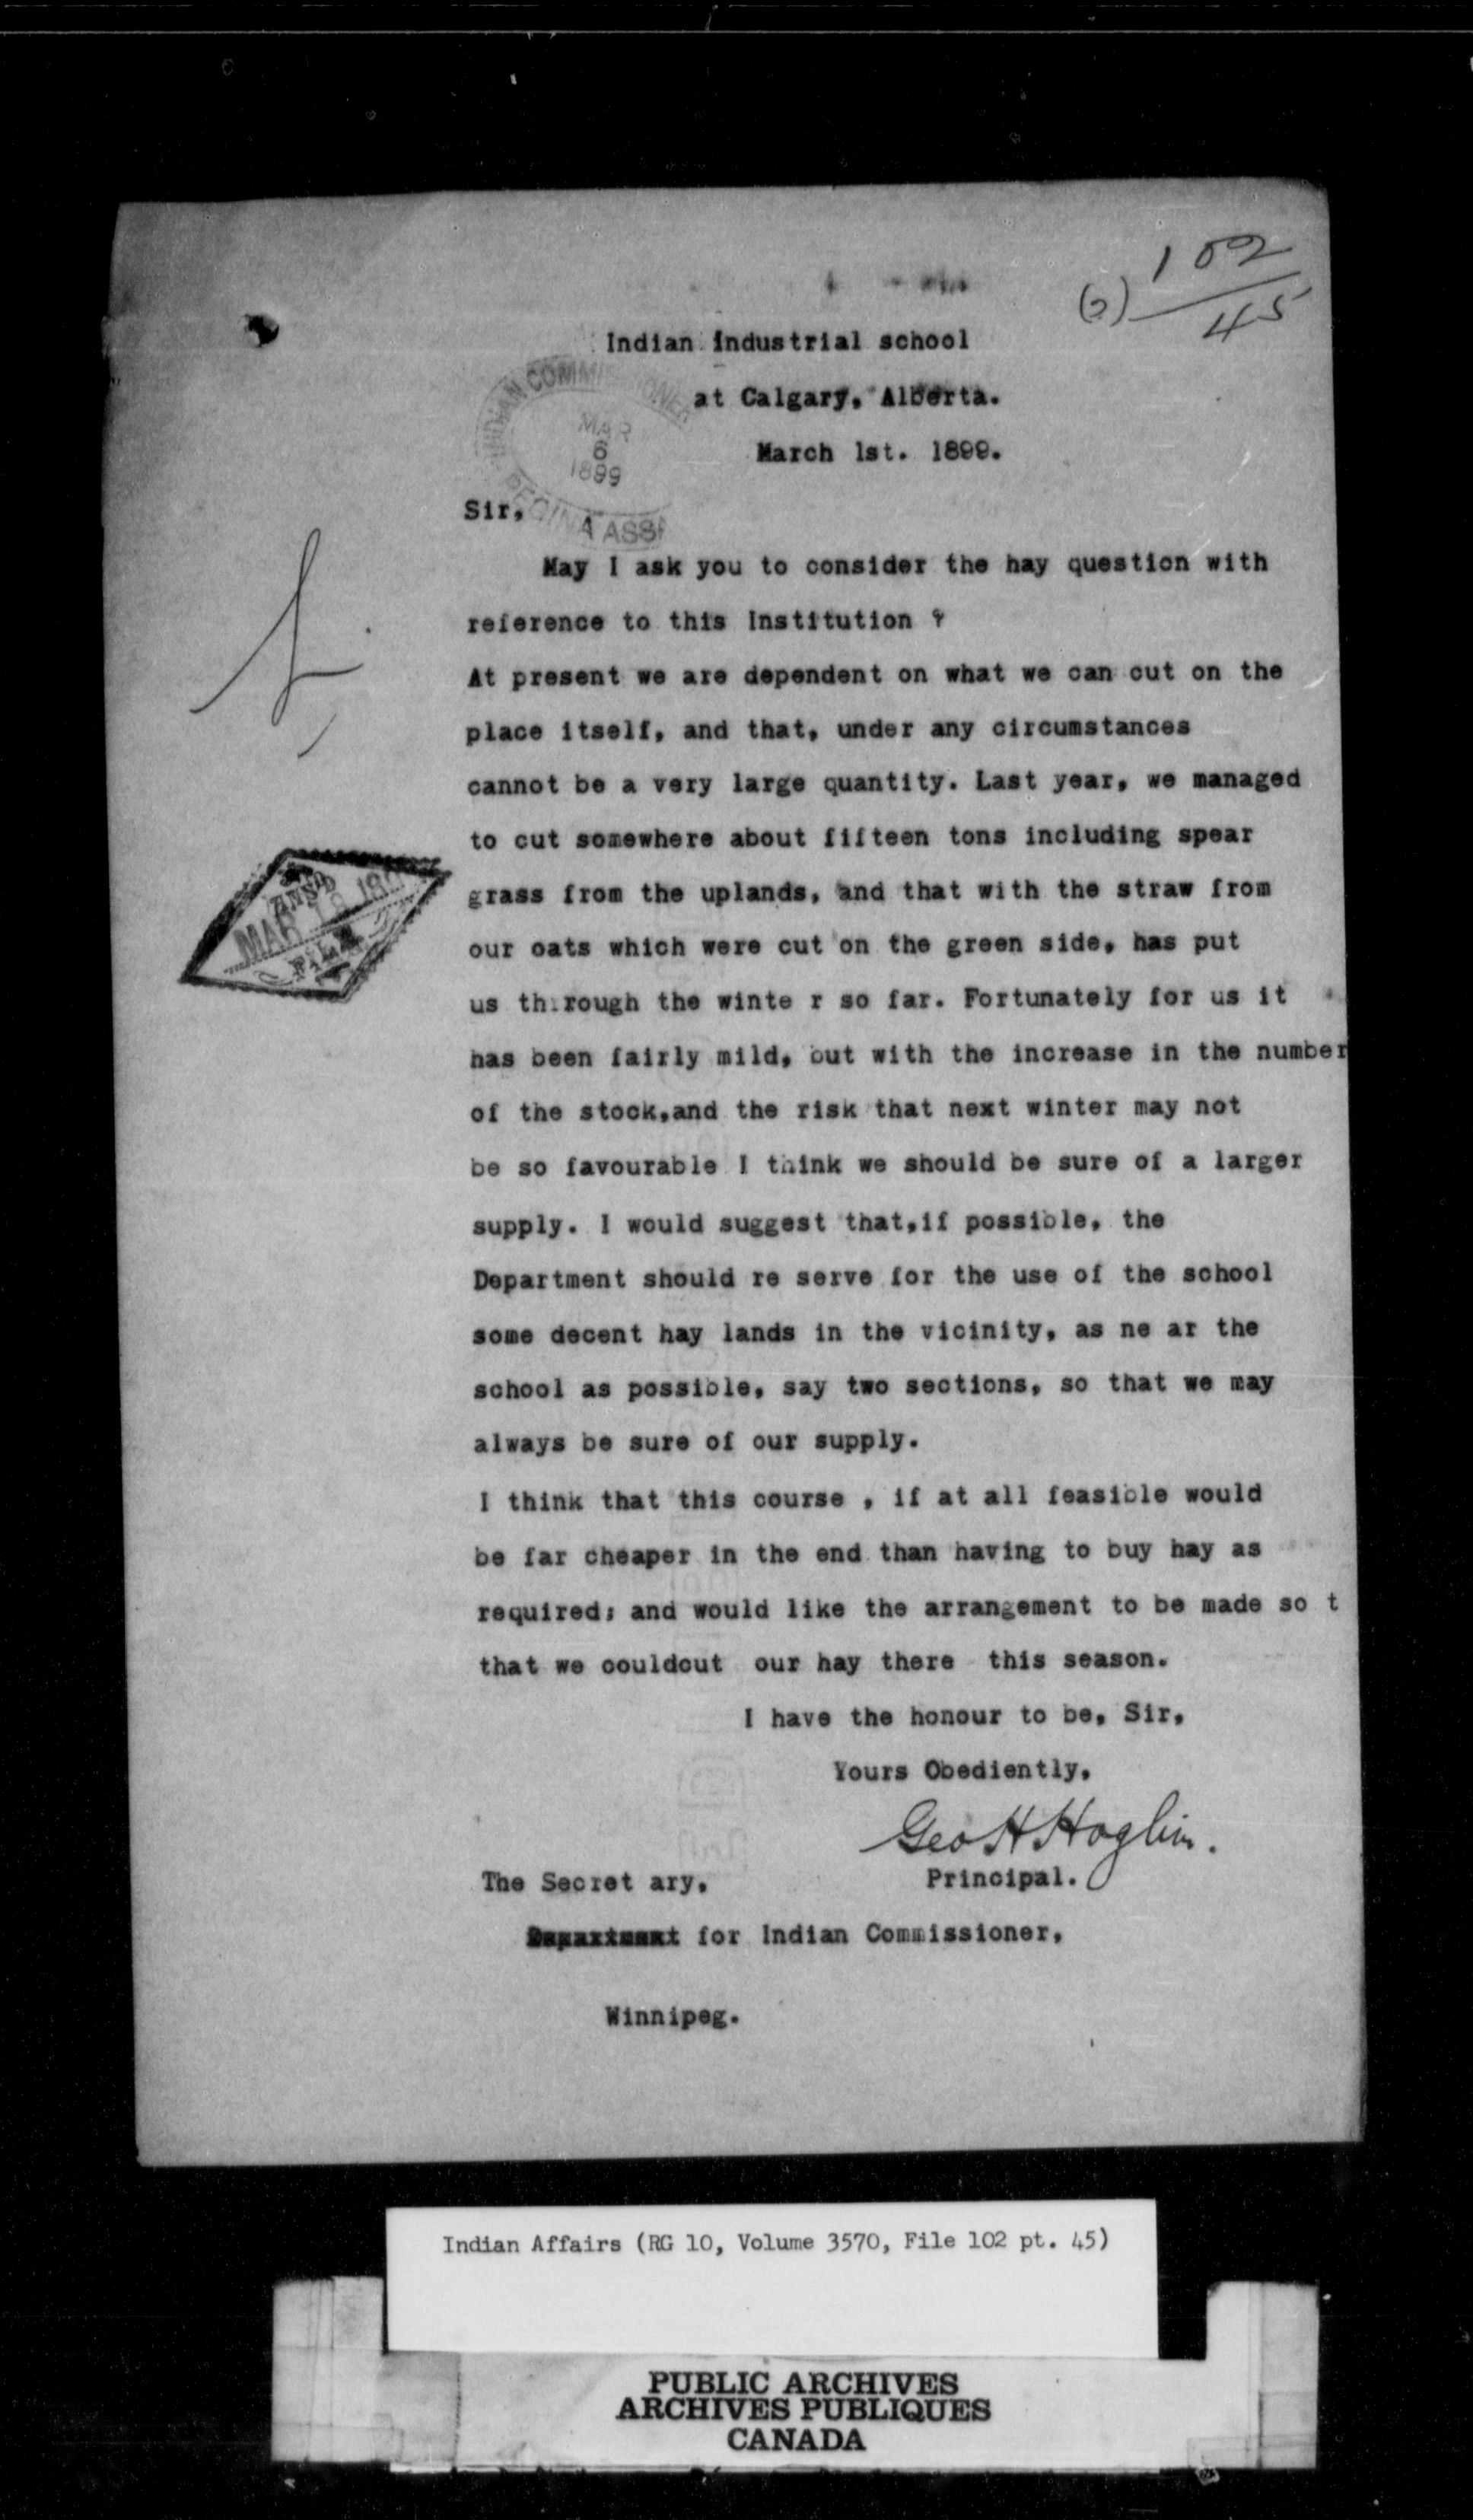 (2) 102
45
Indian industrial school
at Calgary, Alberta.
March 1st. 1899.
INDIAN COMMISSIONER
MAR
6
1899
REGINA ASSA
Sir,
May I ask you to consider the hay question with
reference to this Institution ?
At present we are dependent on what we can cut on the
place itself, and that, under any circumstances
cannot be a very large quantity. Last year, we managed
to cut somewhere about fifteen tons including spear
grass from the uplands, and that with the straw from
our oats which were cut on the green side, has put
us through the winte r so far. Fortunately for us it
has been fairly mild, but with the increase in the number
of the stock,and the risk that next winter may not
be so favourable I think we should be sure of a larger
supply. I would suggest that,if possible, the
Department should re serve for the use of the school
some decent hay lands in the vicinity, as ne ar the
school as possible, say two sections, so that we may
always be sure of our supply.
I think that this course , if at all feasible would
be far cheaper in the end than having to buy hay as
required; and would like the arrangement to be made so t
that we couldcut our hay there this season.
I have the honour to be, Sir,
Yours Obediently,
Geo H Hoglin.
Principal.
The Secret ary,
Department for Indian Commissioner,
Winnipeg.
ANSD
MAR
FILE
Indian Affairs (RG 10, Volume 3570, File 102 pt. 45)
PUBLIC ARCHIVES
ARCHIVES PUBLIQUES
CANADA